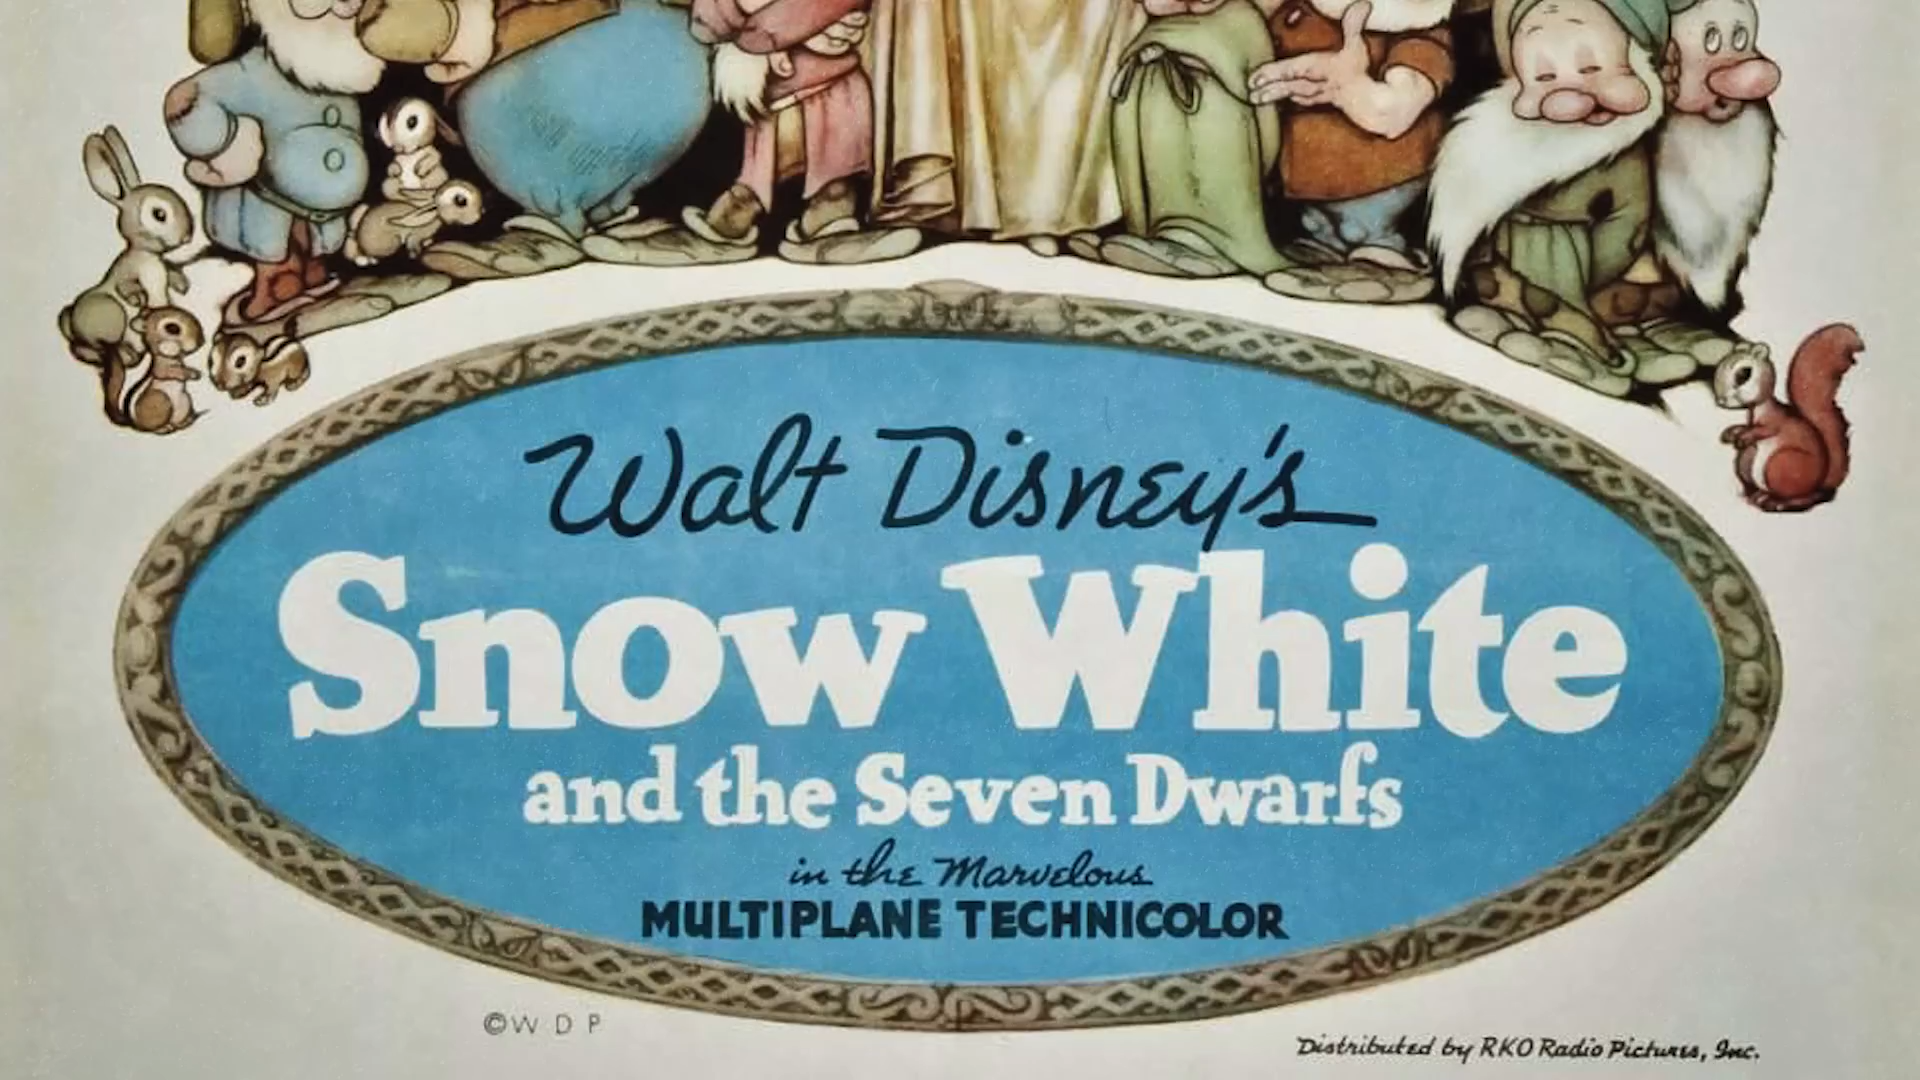 Walt Disney's
Snow White
and the Seven Dwarfs
in the Marvelous
MULTIPLANE TECHNICOLOR
©WDP
Distributed by RKO Radio Pictures, Inc.